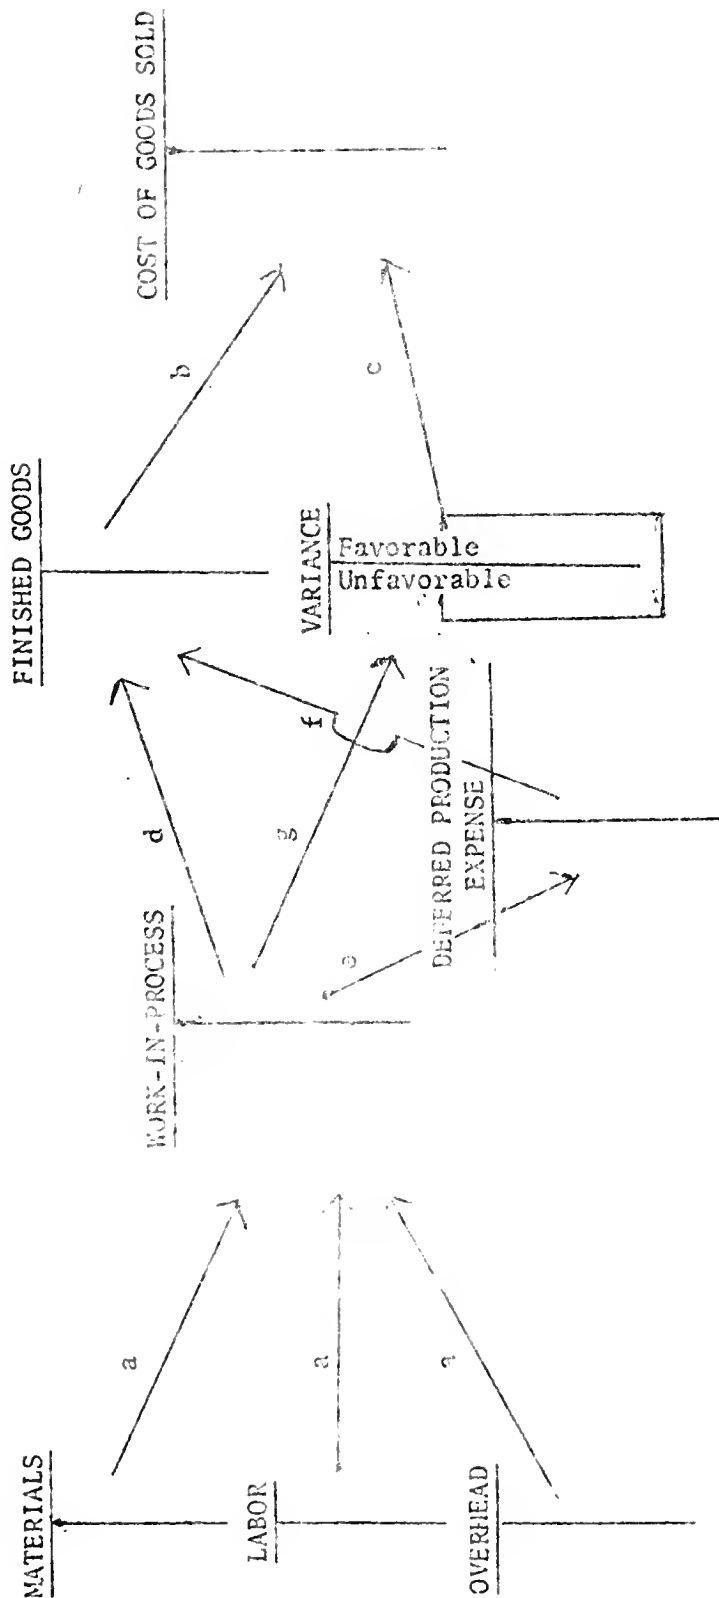 MATERIALS
a
LABOR
a
OVERHEAD
a
WORK-IN-PROCESS
d
g
e
f
DEFERRED PRODUCTION
EXPENSE
FINISHED GOODS
VARIANCE
Favorable
Unfavorable
b
c
COST OF GOODS SOLD